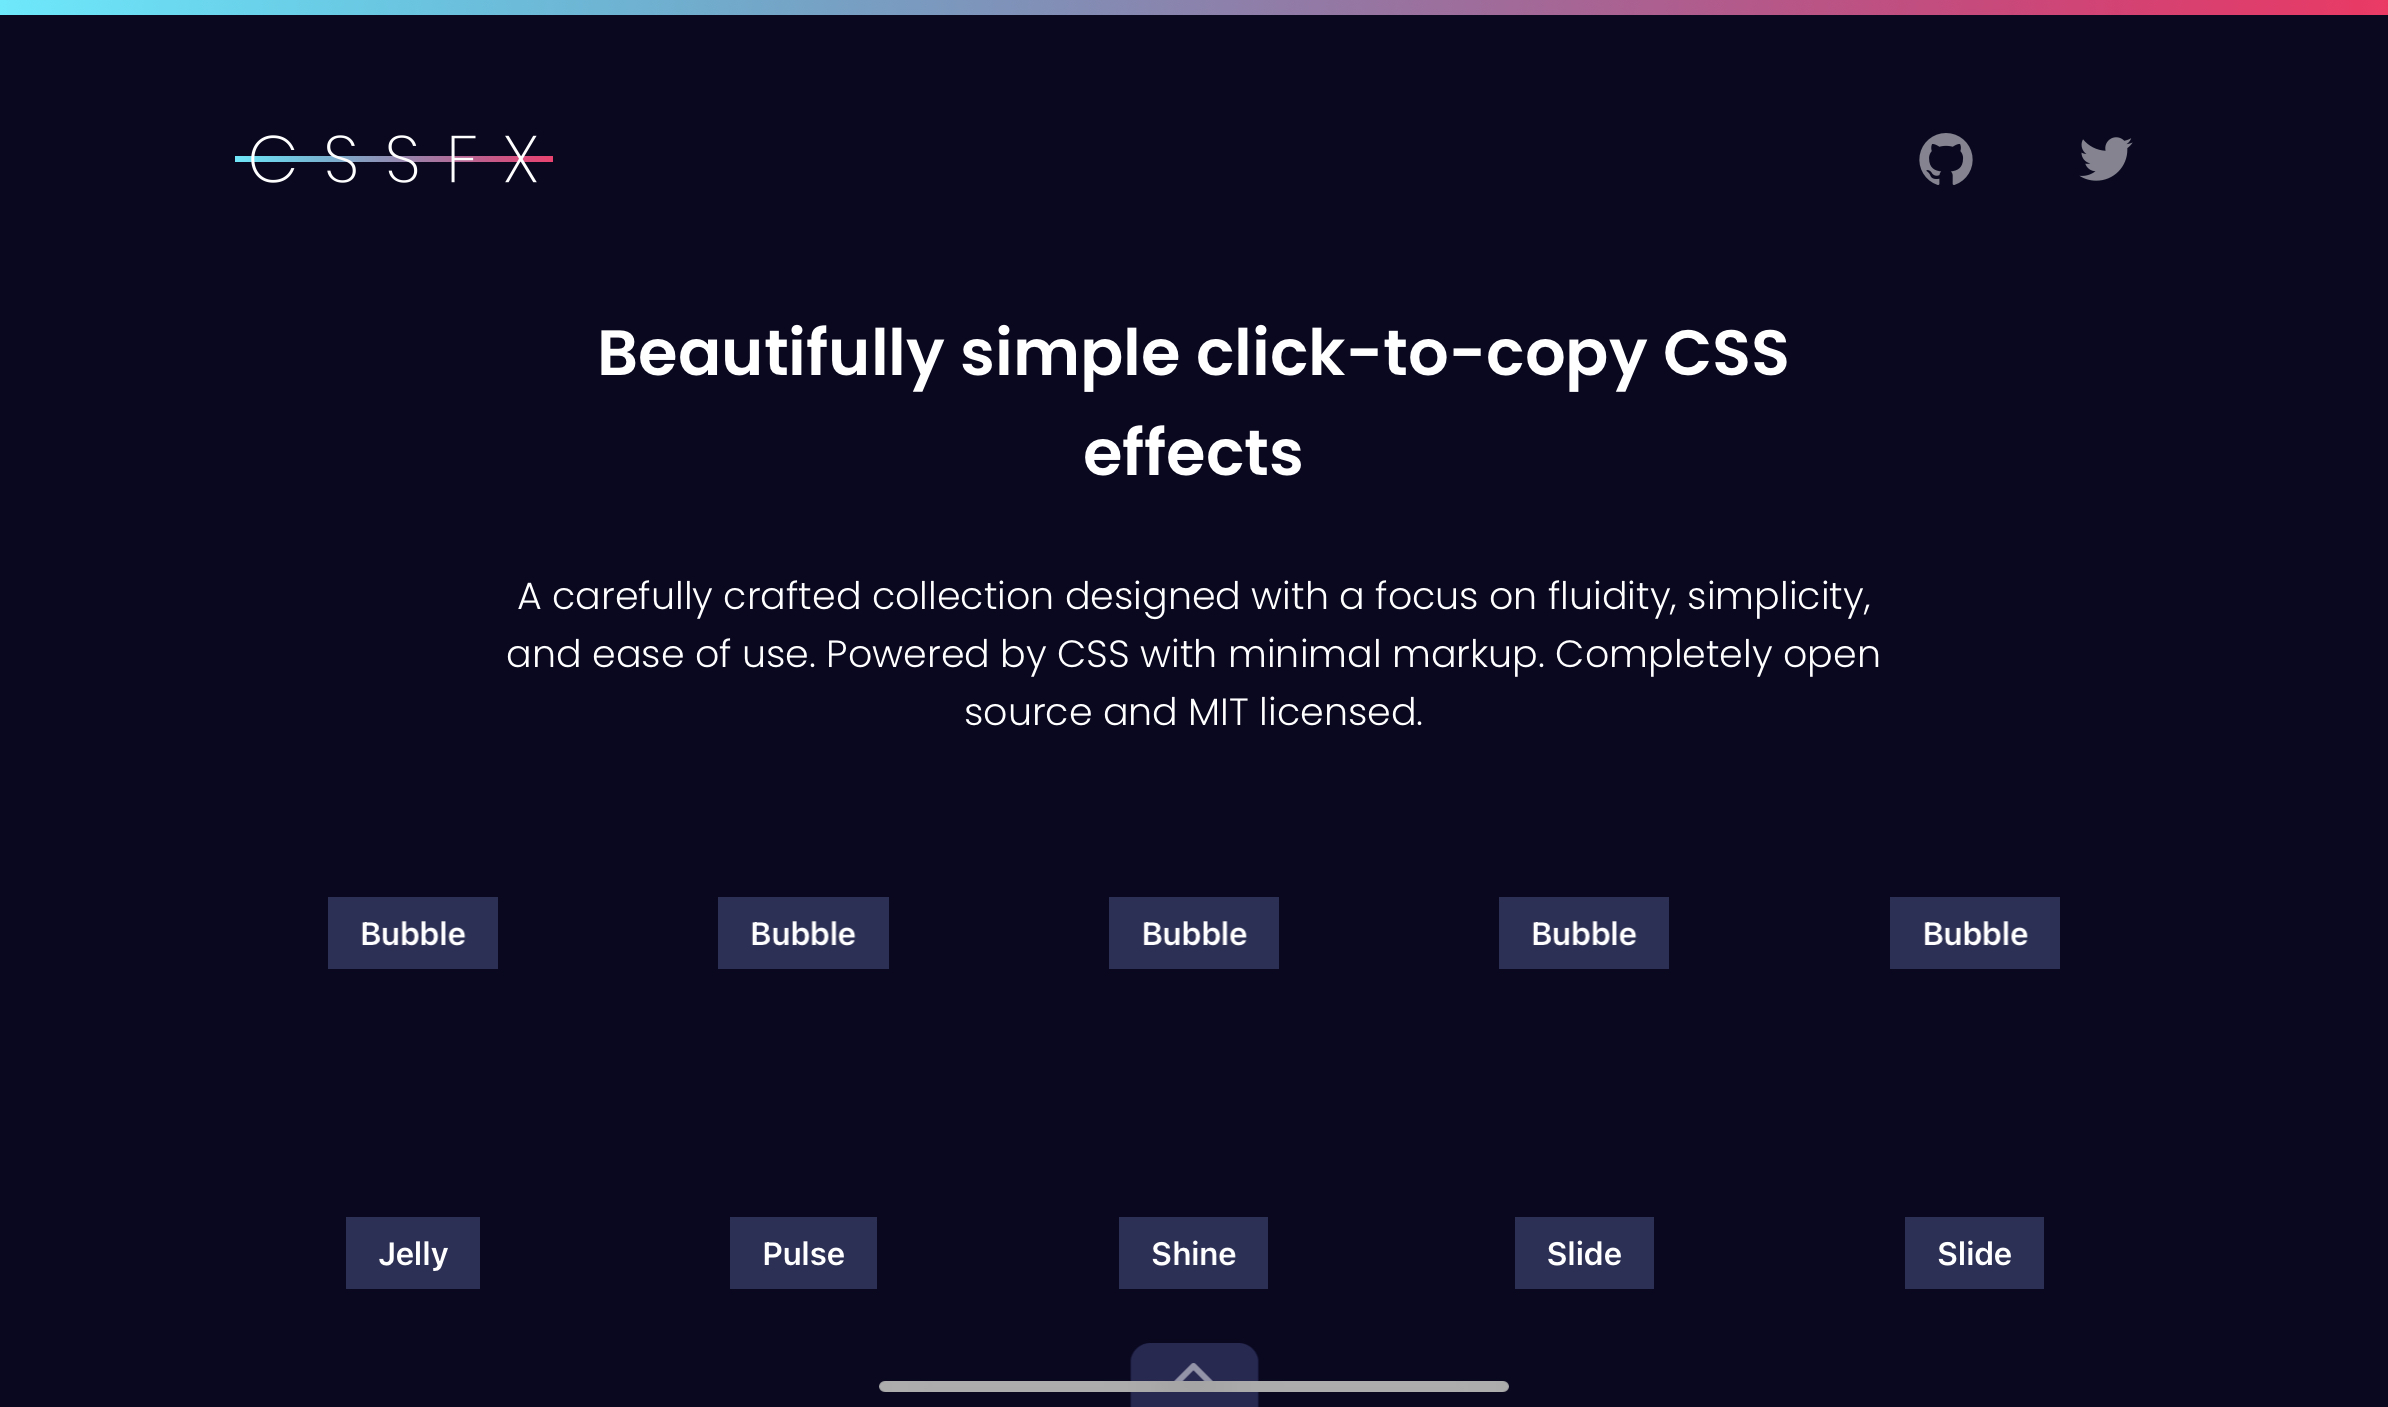 CSSFX
Beautifully simple click-to-copy CSS
effects
A carefully crafted collection designed with a focus on fluidity, simplicity,
and ease of use. Powered by CSS with minimal markup. Completely open
source and MIT licensed.
Bubble Bubble Bubble Bubble Bubble
Jelly Pulse Shine Slide Slide